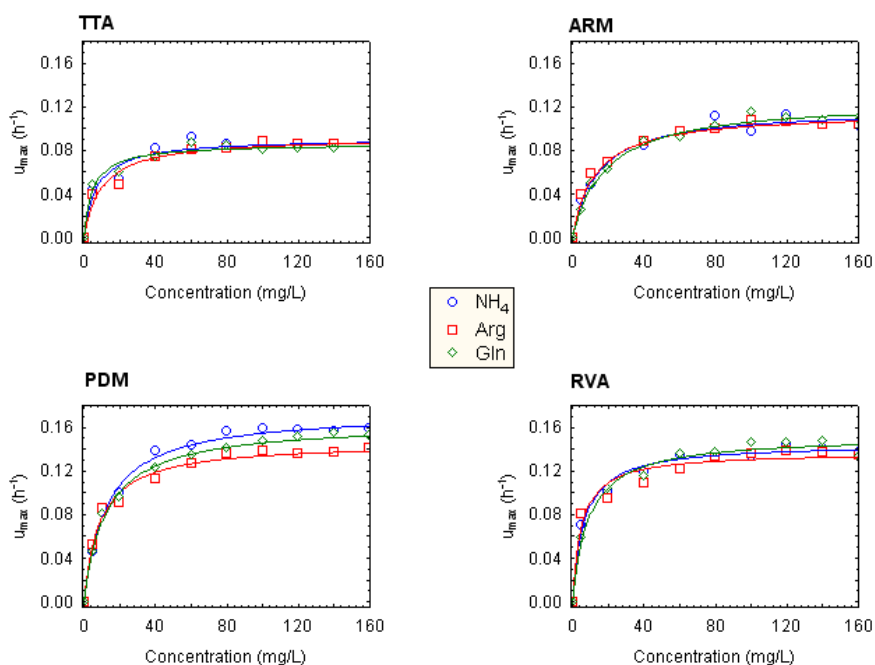 TTA
0.16
0.12
0.08
0.04
0.00
u_max (h⁻¹)
0 40 80 120 160
Concentration (mg/L)
ARM
0.16
0.12
0.08
0.04
0.00
u_max (h⁻¹)
0 40 80 120 160
Concentration (mg/L)
NH₄
Arg
Gln
PDM
0.16
0.12
0.08
0.04
0.00
u_max (h⁻¹)
0 40 80 120 160
Concentration (mg/L)
RVA
0.16
0.12
0.08
0.04
0.00
u_max (h⁻¹)
0 40 80 120 160
Concentration (mg/L)